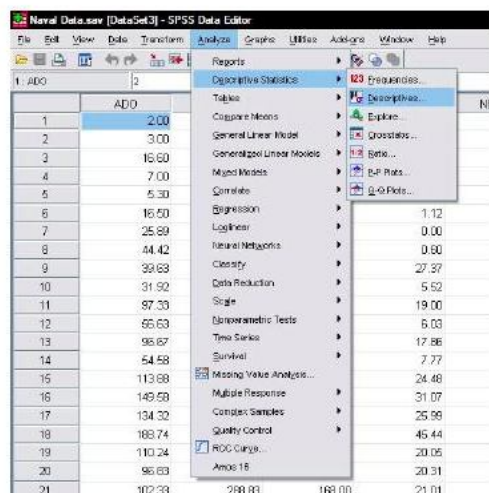 Naval Data.sav [DataSet3] - SPSS Data Editor
File Edit View Data Transform Analyze Graphs Utilities Add-ons Window Help
1 : ADO 2
Reports
Descriptive Statistics
Tables
Compare Means
General Linear Model
Generalized Linear Models
Mixed Models
Correlate
Regression
Loglinear
Neural Networks
Classify
Data Reduction
Scale
Nonparametric Tests
Time Series
Survival
Missing Value Analysis...
Multiple Response
Complex Samples
Quality Control
ROC Curve...
Amos 16
123 Frequencies...
Descriptives...
Explore...
Crosstabs...
1:2 Ratio...
P-P Plots...
Q-Q Plots...
ADO
1 2.00
2 3.00
3 16.60
4 7.00
5 5.30
6 16.50 1.12
7 25.89 0.00
8 44.42 0.60
9 39.63 27.37
10 31.92 5.52
11 97.33 19.00
12 56.63 6.03
13 17.86
14 54.58 7.77
15 113.88 24.48
16 149.58 31.07
17 134.32 25.99
18 188.74 45.44
19 110.24 20.05
20 96.63 20.31
21 102.33 288.83 168.00 21.01